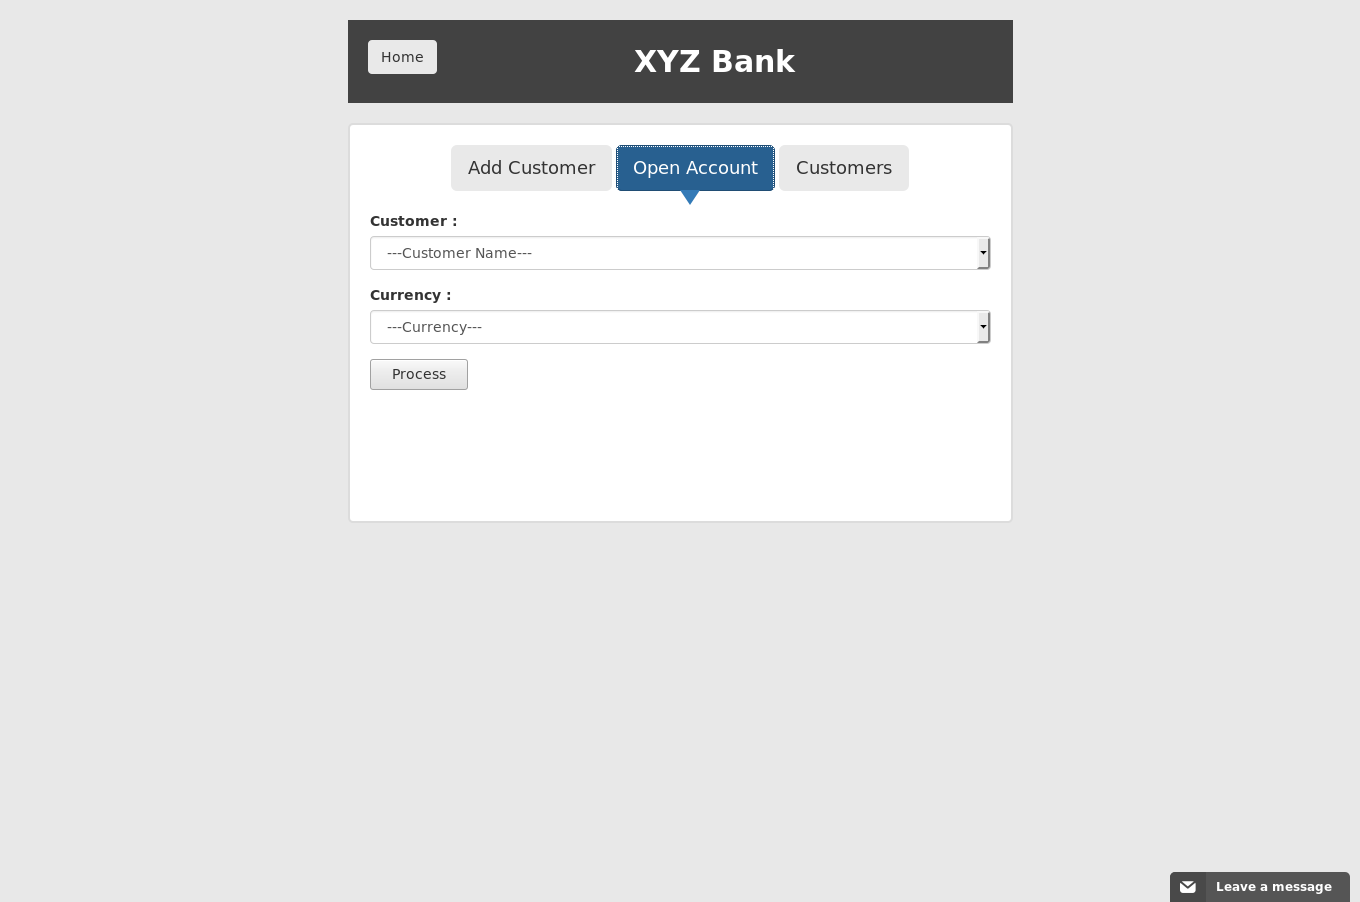 Home
XYZ Bank
Add Customer
Open Account
Customers
Customer :
---Customer Name---
Currency :
---Currency---
Process
Leave a message